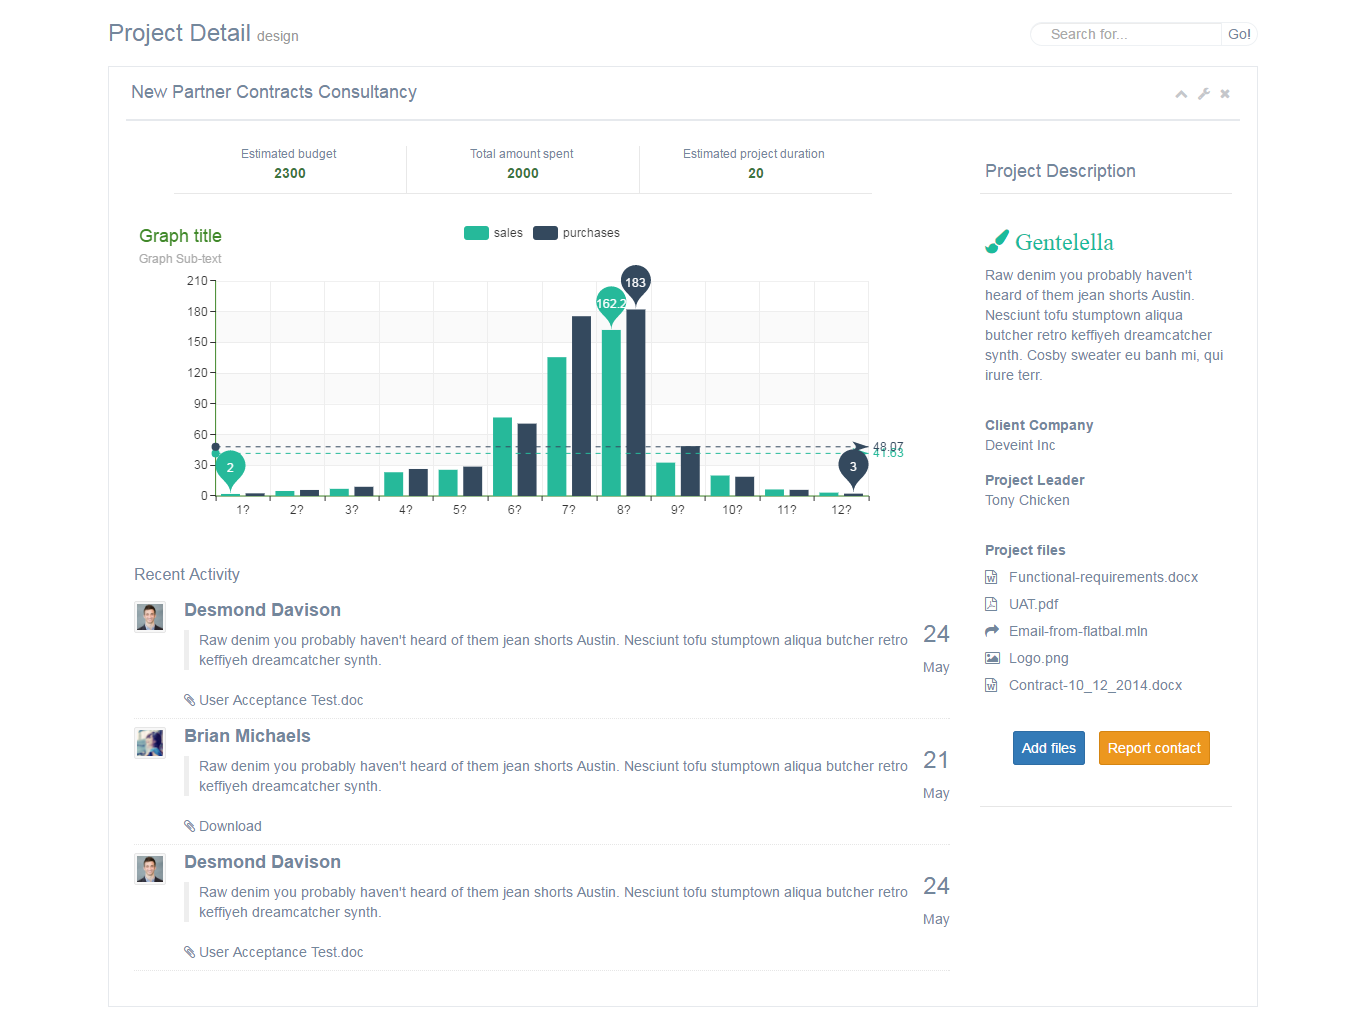 Project Detail design
Search for...
Go!
New Partner Contracts Consultancy
Estimated budget
2300
Total amount spent
2000
Estimated project duration
20
Graph title
Graph Sub-text
sales
purchases
210
180
150
120
90
60
30
0
2
162.2
183
3
48.07
41.63
1?
2?
3?
4?
5?
6?
7?
8?
9?
10?
11?
12?
Recent Activity
Desmond Davison
Raw denim you probably haven't heard of them jean shorts Austin. Nesciunt tofu stumptown aliqua butcher retro
keffiyeh dreamcatcher synth.
24
May
User Acceptance Test.doc
Brian Michaels
Raw denim you probably haven't heard of them jean shorts Austin. Nesciunt tofu stumptown aliqua butcher retro
keffiyeh dreamcatcher synth.
21
May
Download
Desmond Davison
Raw denim you probably haven't heard of them jean shorts Austin. Nesciunt tofu stumptown aliqua butcher retro
keffiyeh dreamcatcher synth.
24
May
User Acceptance Test.doc
Project Description
Gentelella
Raw denim you probably haven't
heard of them jean shorts Austin.
Nesciunt tofu stumptown aliqua
butcher retro keffiyeh dreamcatcher
synth. Cosby sweater eu banh mi, qui
irure terr.
Client Company
Deveint Inc
Project Leader
Tony Chicken
Project files
Functional-requirements.docx
UAT.pdf
Email-from-flatbal.mln
Logo.png
Contract-10_12_2014.docx
Add files
Report contact